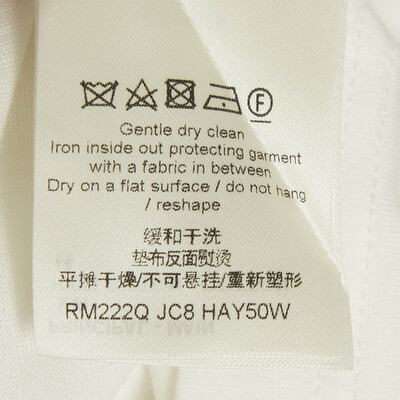 F
Gentle dry clean
Iron inside out protecting garment
with a fabric in between
Dry on a flat surface / do not hang
/ reshape
缓和干洗
垫布反面熨烫
平摊干燥/不可悬挂/重新塑形
RM222Q JC8 HAY50W
PRINCIPAL - MAIN